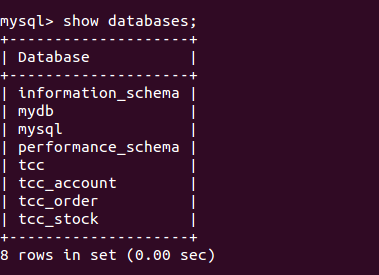 mysql> show databases;
+--------------------+
| Database           |
+--------------------+
| information_schema |
| mydb               |
| mysql              |
| performance_schema |
| tcc                |
| tcc_account        |
| tcc_order          |
| tcc_stock          |
+--------------------+
8 rows in set (0.00 sec)